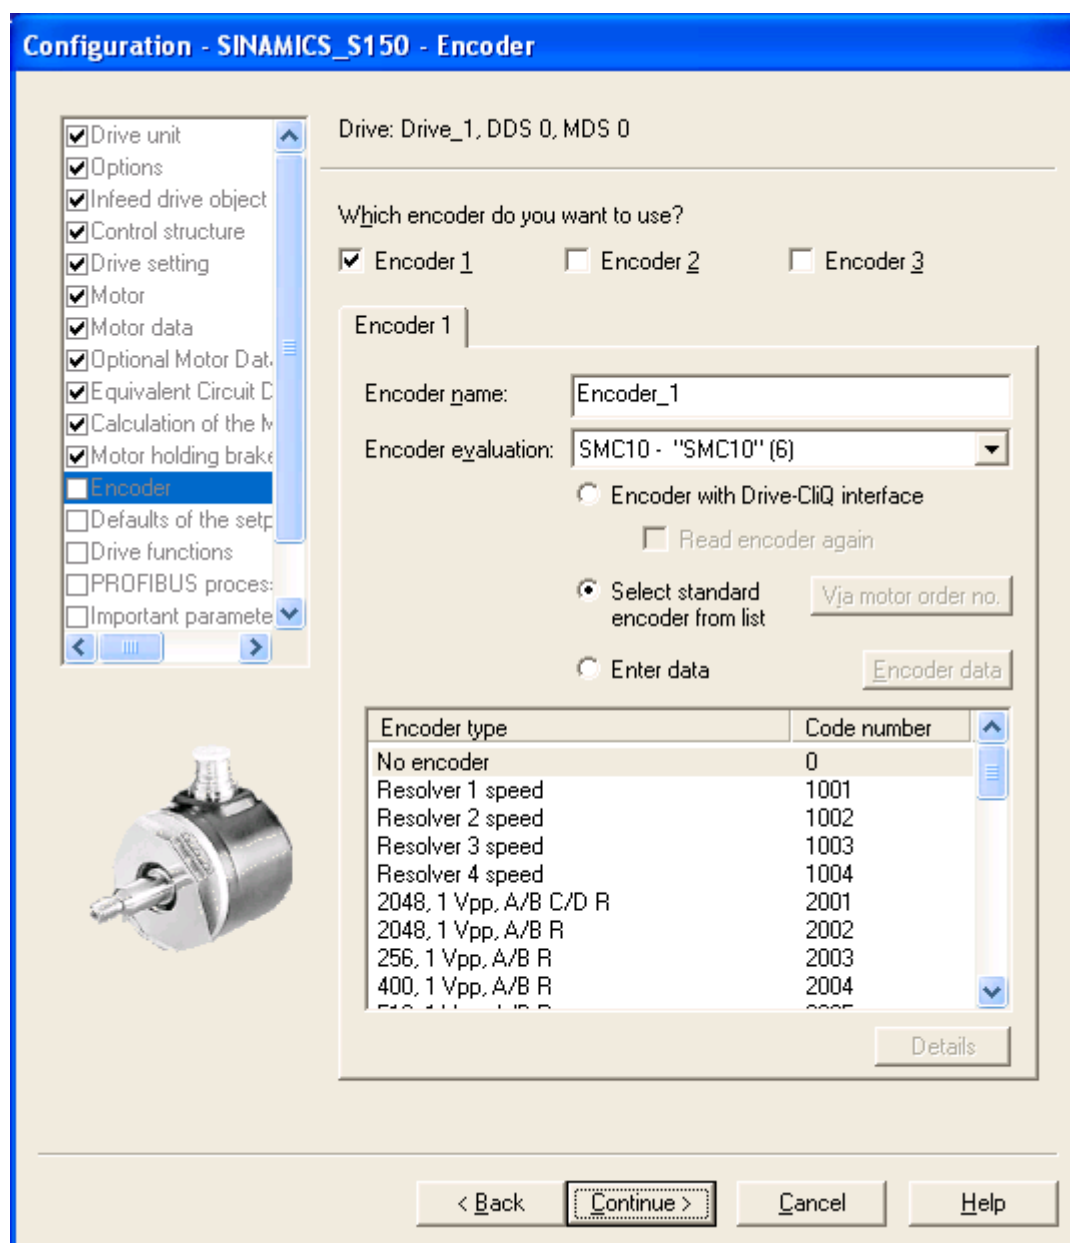 Configuration - SINAMICS_S150 - Encoder
Drive unit
Options
Infeed drive object
Control structure
Drive setting
Motor
Motor data
Optional Motor Dat
Equivalent Circuit D
Calculation of the M
Motor holding brake
Encoder
Defaults of the setp
Drive functions
PROFIBUS process
Important paramete
Drive: Drive_1, DDS 0, MDS 0
Which encoder do you want to use?
Encoder 1 Encoder 2 Encoder 3
Encoder 1
Encoder name: Encoder_1
Encoder evaluation: SMC10 - "SMC10" (6)
Encoder with Drive-CliQ interface
Read encoder again
Select standard
encoder from list
Via motor order no.
Enter data Encoder data
Encoder type Code number
No encoder 0
Resolver 1 speed 1001
Resolver 2 speed 1002
Resolver 3 speed 1003
Resolver 4 speed 1004
2048, 1 Vpp, A/B C/D R 2001
2048, 1 Vpp, A/B R 2002
256, 1 Vpp, A/B R 2003
400, 1 Vpp, A/B R 2004
Details
< Back Continue > Cancel Help